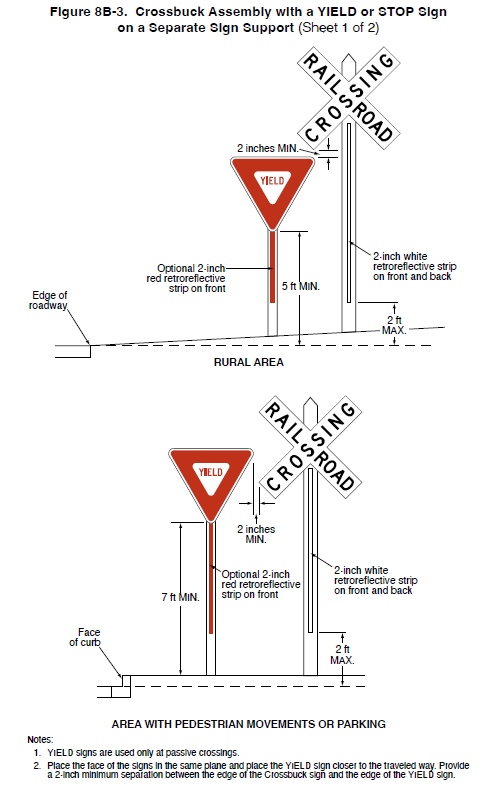 Figure 8B-3. Crossbuck Assembly with a YIELD or STOP Sign
on a Separate Sign Support (Sheet 1 of 2)
RAIL ROAD
CROSSING
2 inches MIN.
YIELD
Optional 2-inch
red retroreflective
strip on front
5 ft MIN.
2-inch white
retroreflective strip
on front and back
Edge of
roadway
2 ft
MAX.
RURAL AREA
RAIL ROAD
CROSSING
YIELD
2 inches
MIN.
Optional 2-inch
red retroreflective
strip on front
2-inch white
retroreflective strip
on front and back
7 ft MIN.
Face
of curb
2 ft
MAX.
AREA WITH PEDESTRIAN MOVEMENTS OR PARKING
Notes:
1. YIELD signs are used only at passive crossings.
2. Place the face of the signs in the same plane and place the YIELD sign closer to the traveled way. Provide
a 2-inch minimum separation between the edge of the Crossbuck sign and the edge of the YIELD sign.